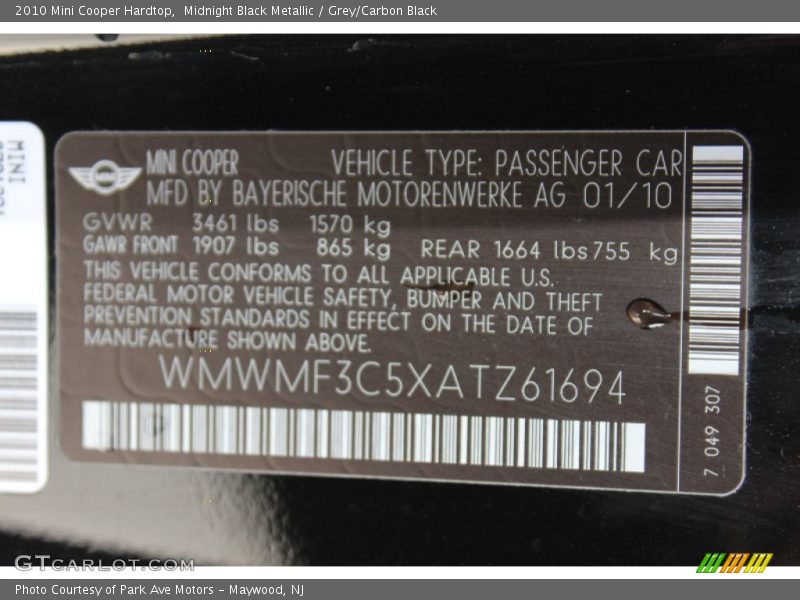 2010 Mini Cooper Hardtop,  Midnight Black Metallic / Grey/Carbon Black
MINI
MINI COOPER VEHICLE TYPE: PASSENGER CAR
MFD BY BAYERISCHE MOTORENWERKE AG 01/10
GVWR 3461 lbs 1570 kg
GAWR FRONT 1907 lbs 865 kg REAR 1664 lbs 755 kg
THIS VEHICLE CONFORMS TO ALL APPLICABLE U.S.
FEDERAL MOTOR VEHICLE SAFETY, BUMPER AND THEFT
PREVENTION STANDARDS IN EFFECT ON THE DATE OF
MANUFACTURE SHOWN ABOVE.
WMWMF3C5XATZ61694
7 049 307
GTCARLOT.COM
Photo Courtesy of Park Ave Motors - Maywood, NJ